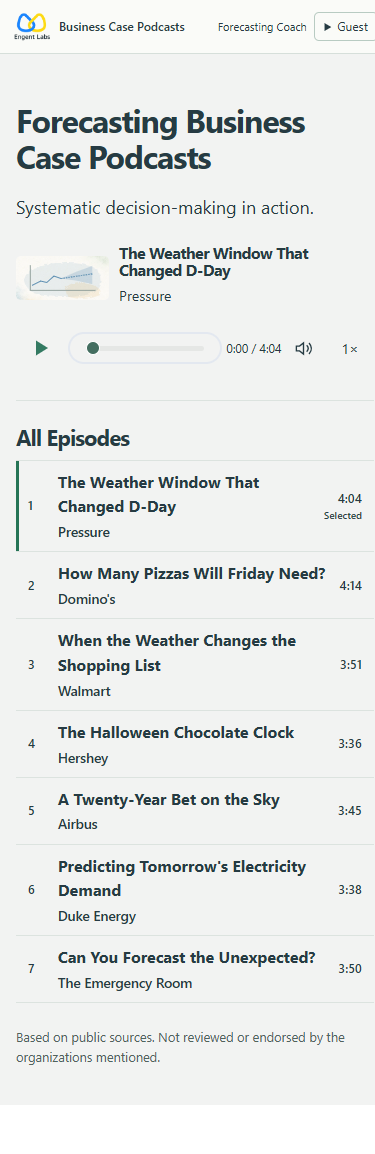 Engent Labs
Business Case Podcasts
Forecasting Coach
Guest
Forecasting Business
Case Podcasts
Systematic decision-making in action.
The Weather Window That
Changed D-Day
Pressure
0:00 / 4:04
1×
All Episodes
1
The Weather Window That
Changed D-Day
Pressure
4:04
Selected
2
How Many Pizzas Will Friday Need?
Domino's
4:14
3
When the Weather Changes the
Shopping List
Walmart
3:51
4
The Halloween Chocolate Clock
Hershey
3:36
5
A Twenty-Year Bet on the Sky
Airbus
3:45
6
Predicting Tomorrow's Electricity
Demand
Duke Energy
3:38
7
Can You Forecast the Unexpected?
The Emergency Room
3:50
Based on public sources. Not reviewed or endorsed by the
organizations mentioned.